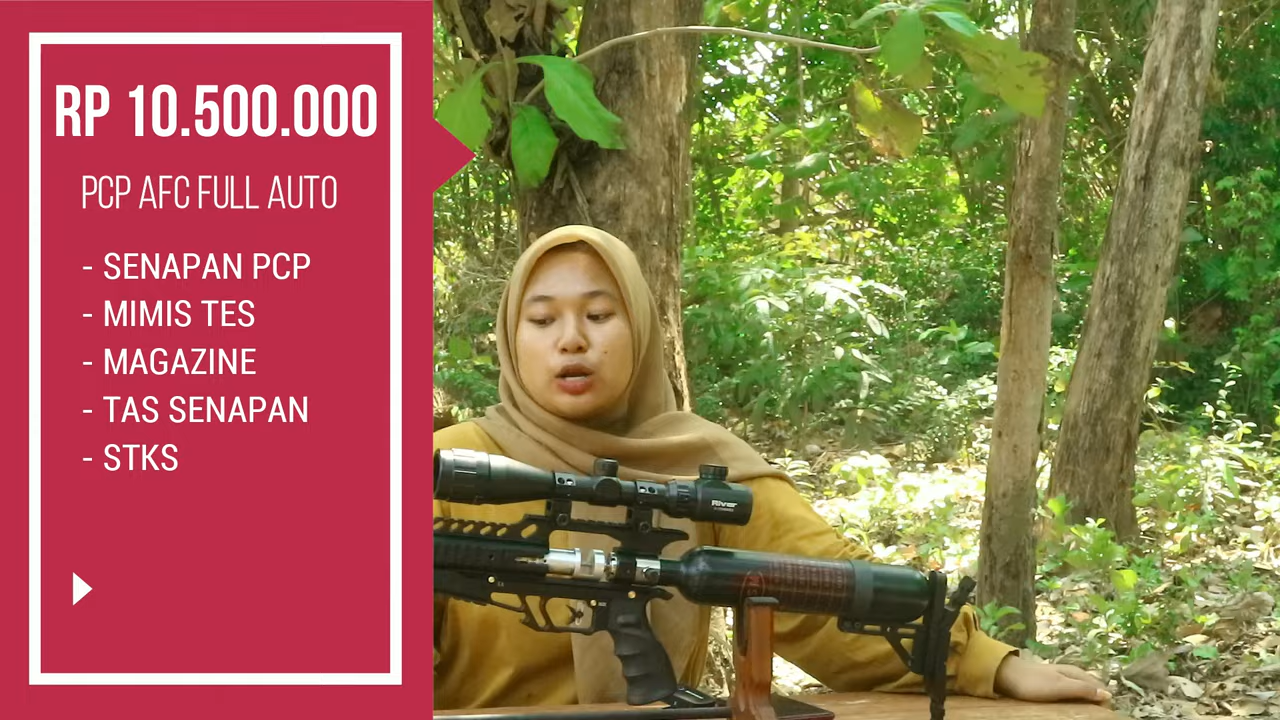 RP 10.500.000
PCP AFC FULL AUTO
- SENAPAN PCP
- MIMIS TES
- MAGAZINE
- TAS SENAPAN
- STKS
River